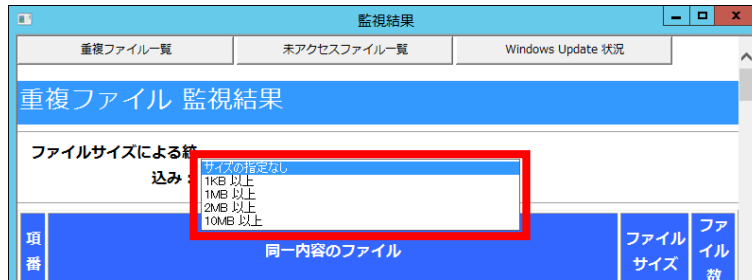 監視結果
重複ファイル一覧 未アクセスファイル一覧 Windows Update 状況
重複ファイル 監視結果
ファイルサイズによる絞
込み：
サイズの指定なし
1KB 以上
1MB 以上
2MB 以上
10MB 以上
項
番
同一内容のファイル
ファイル
サイズ
ファ
イル
数